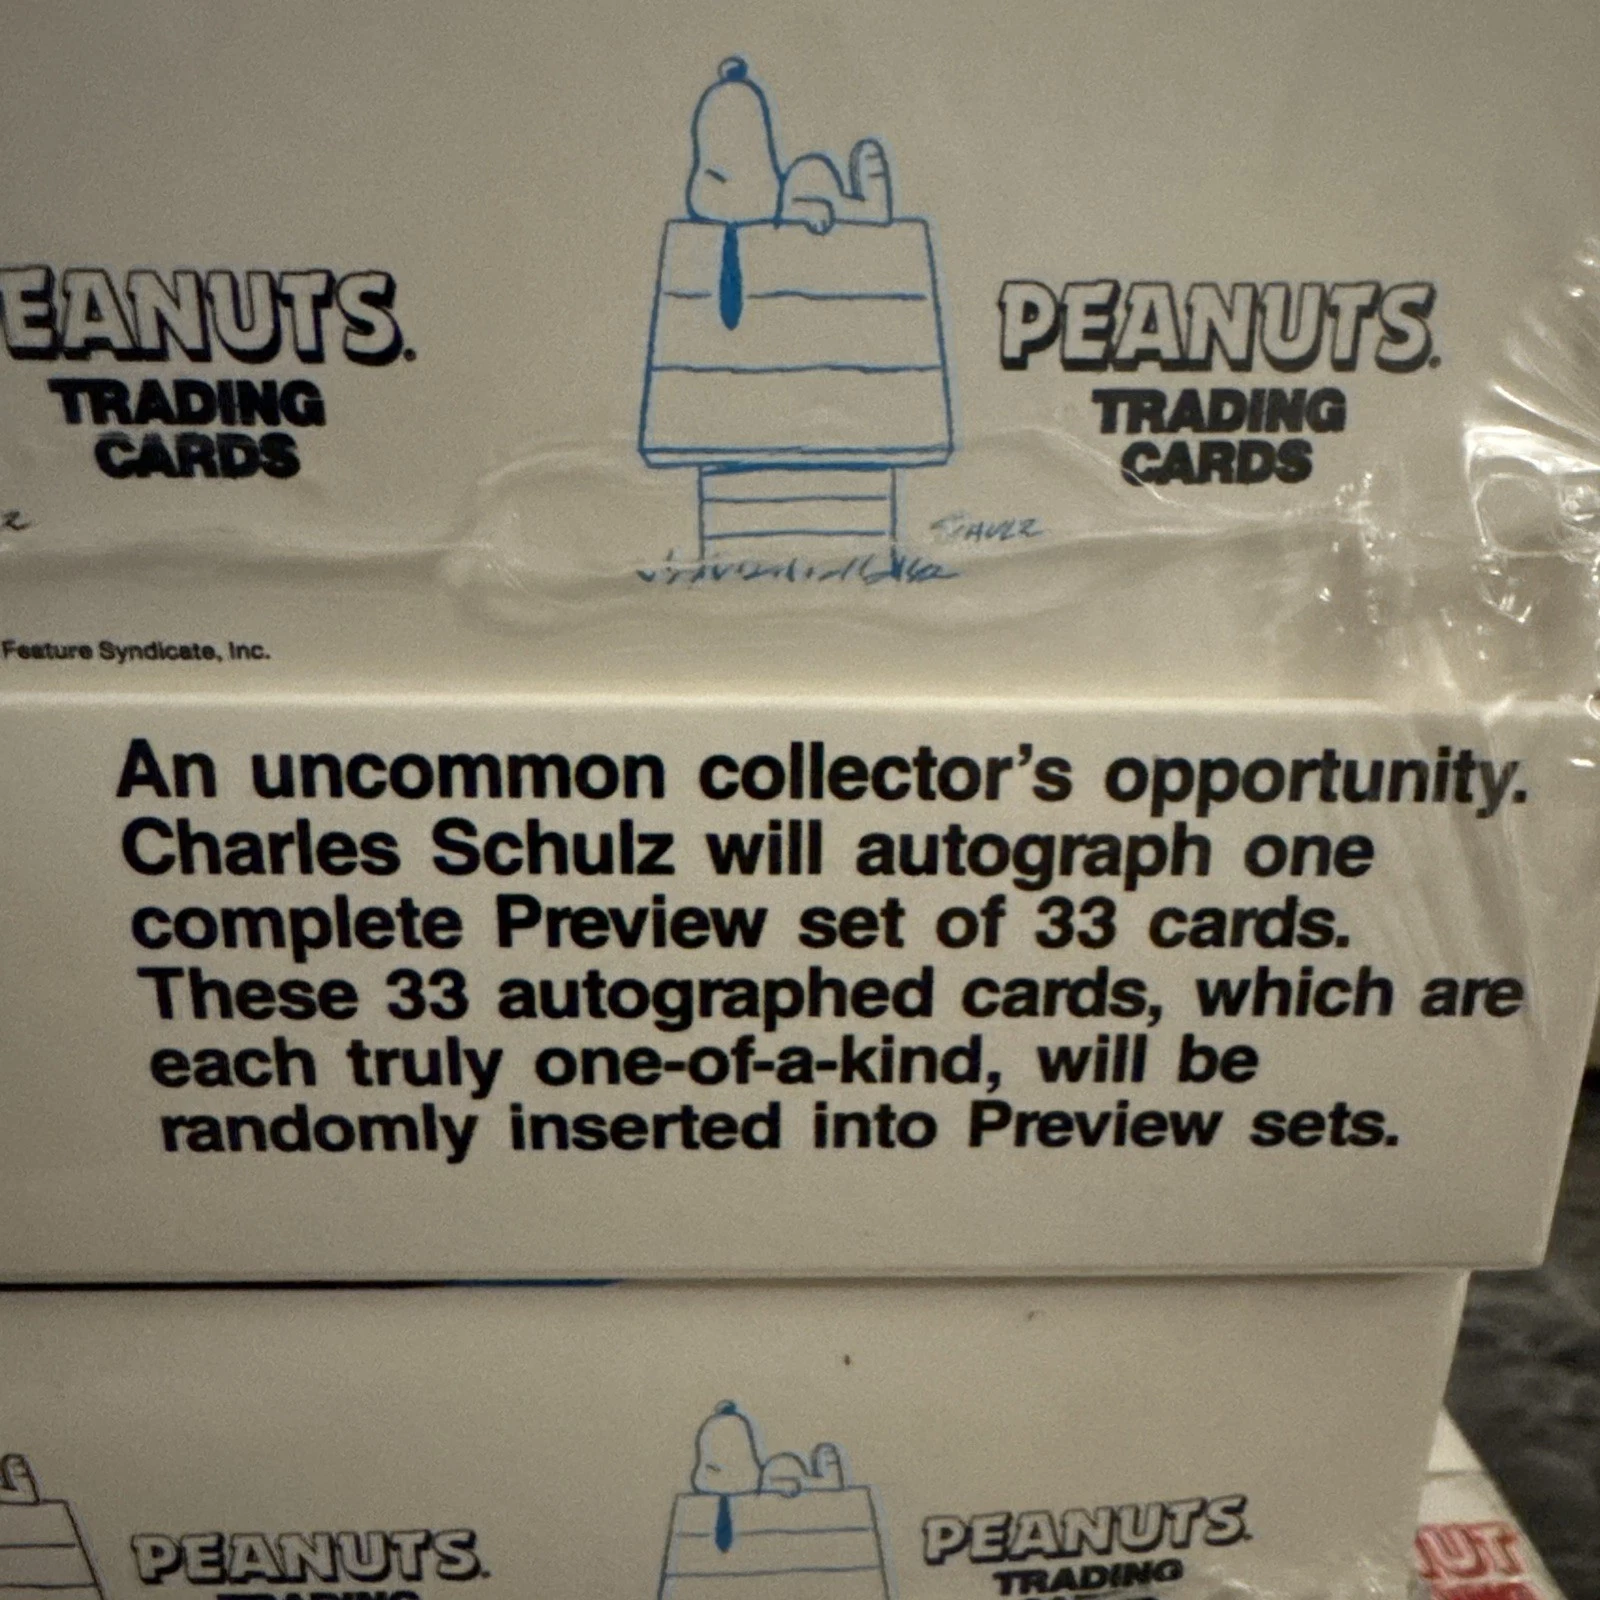 EANUTS.
TRADING
CARDS
PEANUTS.
TRADING
CARDS
Z
SCHULZ
Feature Syndicate, Inc.
An uncommon collector's opportunity.
Charles Schulz will autograph one
complete Preview set of 33 cards.
These 33 autographed cards, which are
each truly one-of-a-kind, will be
randomly inserted into Preview sets.
PEANUTS.
TRADING
PEANUTS.
TRADING
NUT